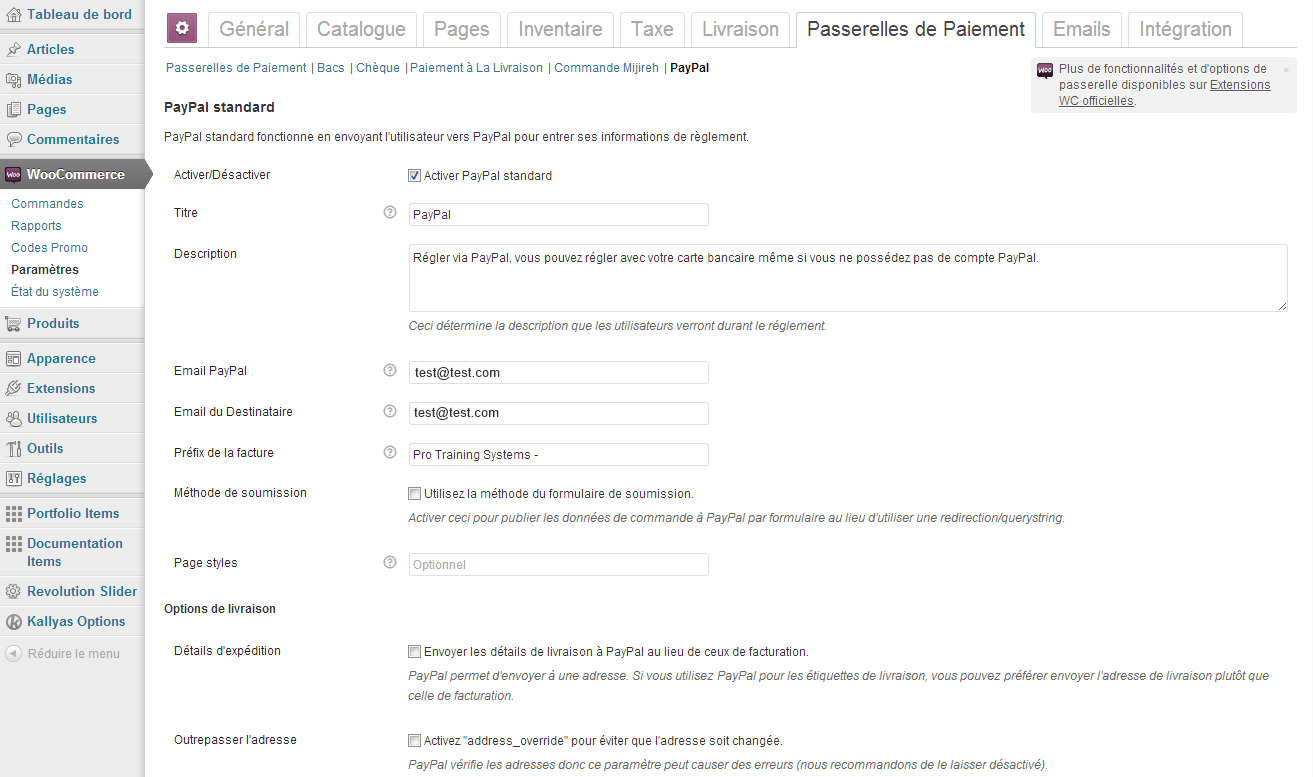 Tableau de bord
Articles
Médias
Pages
Commentaires
WooCommerce
Commandes
Rapports
Codes Promo
Paramètres
État du système
Produits
Apparence
Extensions
Utilisateurs
Outils
Réglages
Portfolio Items
Documentation
Items
Revolution Slider
Kallyas Options
Réduire le menu
Général
Catalogue
Pages
Inventaire
Taxe
Livraison
Passerelles de Paiement
Emails
Intégration
Passerelles de Paiement | Bacs | Chèque | Paiement à La Livraison | Commande Mijireh | PayPal
Plus de fonctionnalités et d'options de
passerelle disponibles sur Extensions
WC officielles.
PayPal standard
PayPal standard fonctionne en envoyant l'utilisateur vers PayPal pour entrer ses informations de règlement.
Activer/Désactiver
Activer PayPal standard
Titre
PayPal
Description
Régler via PayPal, vous pouvez régler avec votre carte bancaire même si vous ne possédez pas de compte PayPal.
Ceci détermine la description que les utilisateurs verront durant le réglement.
Email PayPal
test@test.com
Email du Destinataire
test@test.com
Préfix de la facture
Pro Training Systems -
Méthode de soumission
Utilisez la méthode du formulaire de soumission.
Activer ceci pour publier les données de commande à PayPal par formulaire au lieu d'utiliser une redirection/querystring.
Page styles
Optionnel
Options de livraison
Détails d'expédition
Envoyer les détails de livraison à PayPal au lieu de ceux de facturation.
PayPal permet d'envoyer à une adresse. Si vous utilisez PayPal pour les étiquettes de livraison, vous pouvez préférer envoyer l'adresse de livraison plutôt que
celle de facturation.
Outrepasser l'adresse
Activez "address_override" pour éviter que l'adresse soit changée.
PayPal vérifie les adresses donc ce paramètre peut causer des erreurs (nous recommandons de le laisser désactivé).